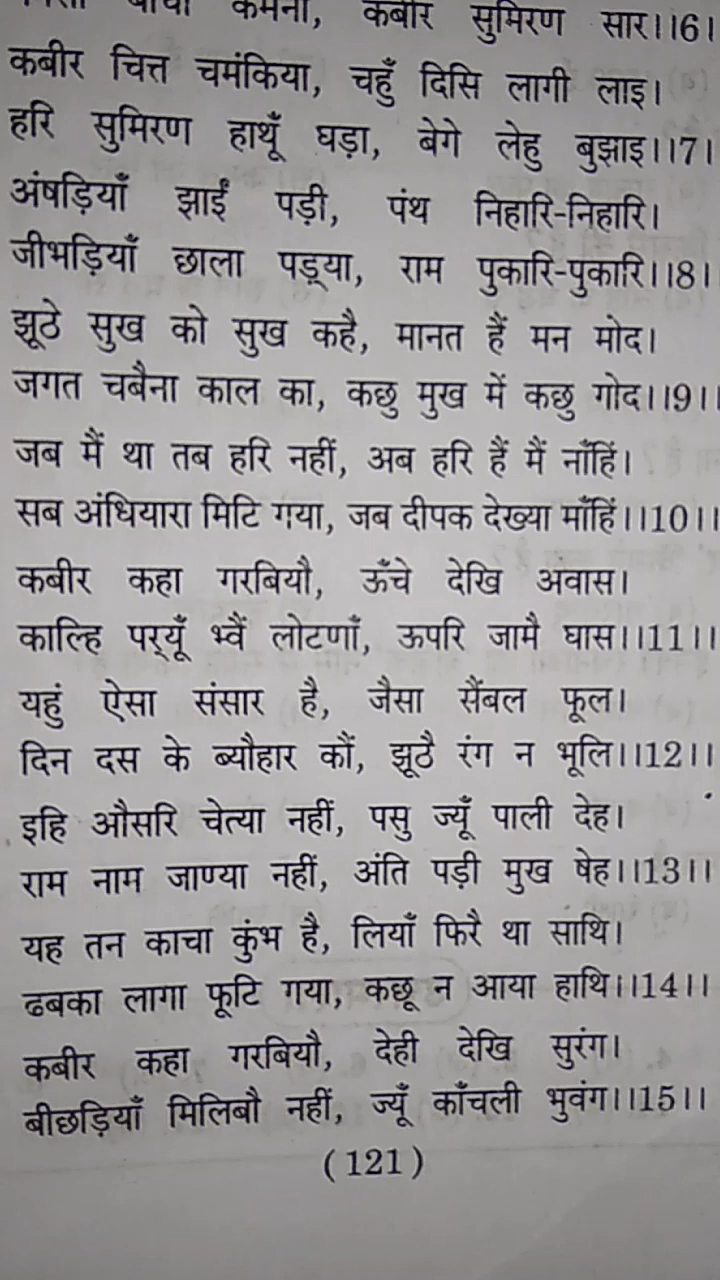 कबीर सुमिरण सार।।6।
कबीर चित्त चमंकिया, चहुँ दिसि लागी लाइ।
हरि सुमिरण हाथूँ घड़ा, बेगे लेहु बुझाइ।।7।
अंषड़ियाँ झाईं पड़ी, पंथ निहारि-निहारि।
जीभड़ियाँ छाला पड़्या, राम पुकारि-पुकारि।।8।
झूठे सुख को सुख कहै, मानत हैं मन मोद।
जगत चबैना काल का, कछु मुख में कछु गोद।।9।।
जब मैं था तब हरि नहीं, अब हरि हैं मैं नाँहिं।
सब अंधियारा मिटि गया, जब दीपक देख्या माँहिं।।10।।
कबीर कहा गरबियौ, ऊँचे देखि अवास।
काल्हि पर्‌यूँ भ्वैं लोटणाँ, ऊपरि जामै घास।।11।।
यहुं ऐसा संसार है, जैसा सैंबल फूल।
दिन दस के ब्यौहार कौं, झूठै रंग न भूलि।।12।।
इहि औसरि चेत्या नहीं, पसु ज्यूँ पाली देह।
राम नाम जाण्या नहीं, अंति पड़ी मुख षेह।।13।।
यह तन काचा कुंभ है, लियाँ फिरै था साथि।
ढबका लागा फूटि गया, कछू न आया हाथि।।14।।
कबीर कहा गरबियौ, देही देखि सुरंग।
बीछड़ियाँ मिलिबौ नहीं, ज्यूँ काँचली भुवंग।।15।।
(121)